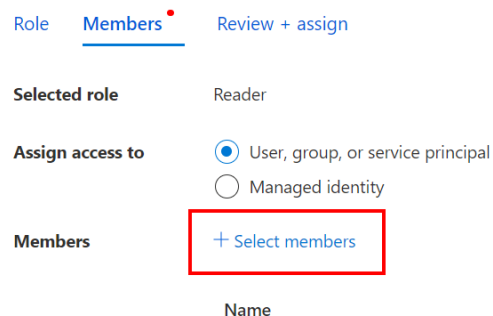 Role Members Review + assign
Selected role Reader
Assign access to User, group, or service principal
Managed identity
Members + Select members
Name